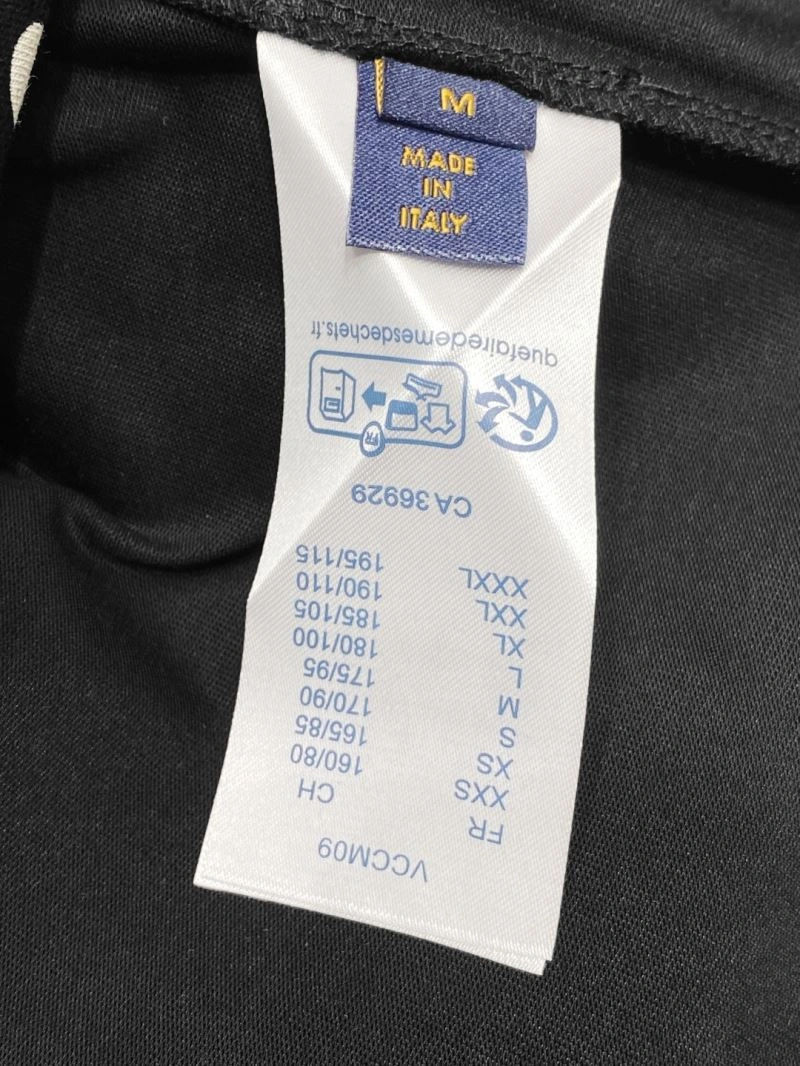 M
MADE
IN
ITALY
VCCM09
FR CH
XXS 160/80
XS 165/85
S 170/90
M 175/95
L 180/100
XL 185/105
XXL 190/110
XXXL 195/115
CA 36929
FR
quefairedemesdechets.fr